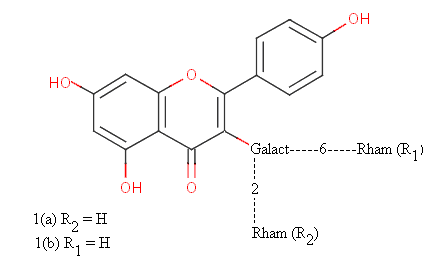 OH
HO
O
Galact-----6-----Rham (R1)
OH
O
2
Rham (R2)
1(a) R2 = H
1(b) R1 = H